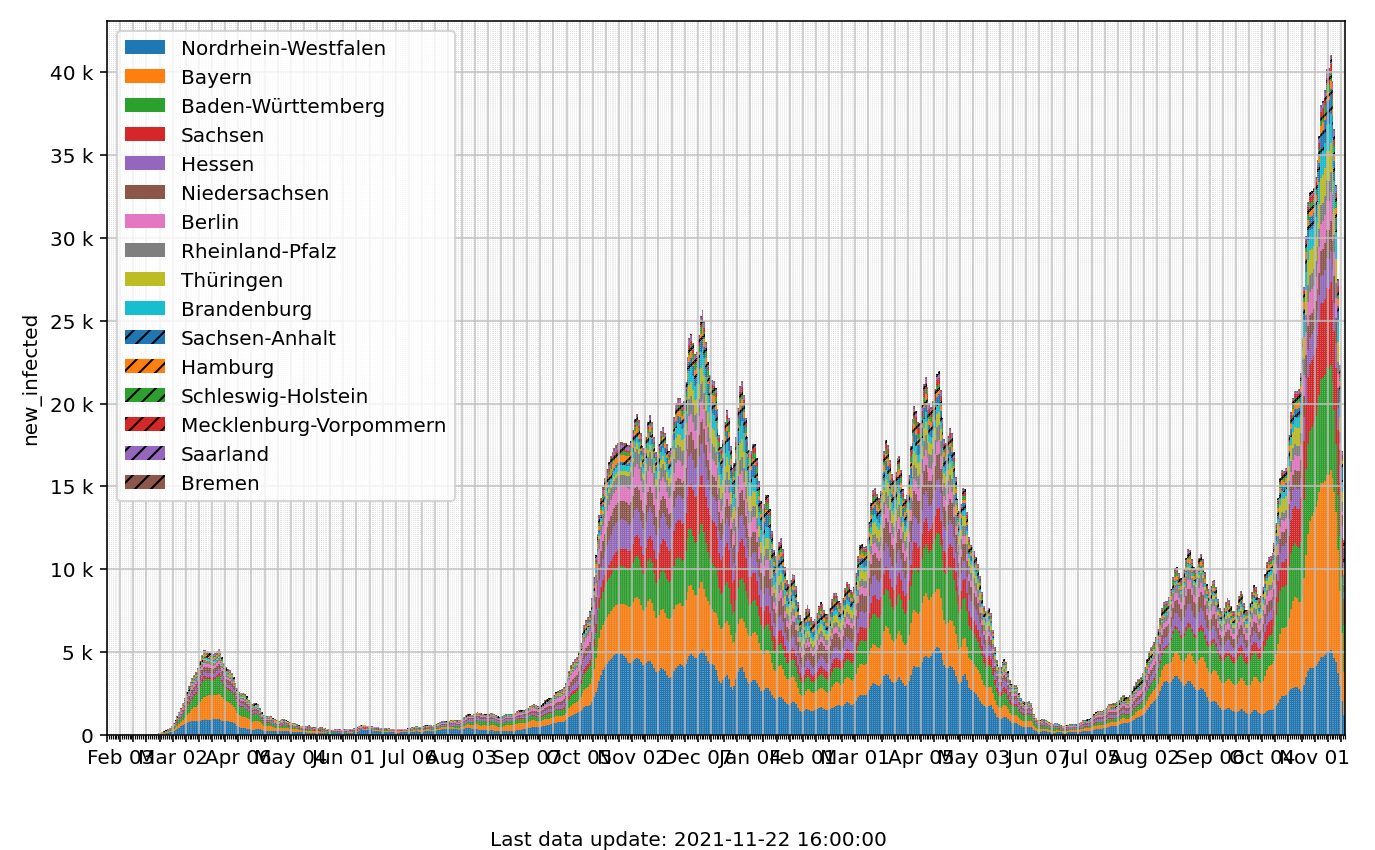 40 k
35 k
30 k
25 k
20 k
15 k
10 k
5 k
0
new_infected
Nordrhein-Westfalen
Bayern
Baden-Württemberg
Sachsen
Hessen
Niedersachsen
Berlin
Rheinland-Pfalz
Thüringen
Brandenburg
Sachsen-Anhalt
Hamburg
Schleswig-Holstein
Mecklenburg-Vorpommern
Saarland
Bremen
Feb 03 Mar 02 Apr 06 May 04 Jun 01 Jul 06 Aug 03 Sep 07 Oct 05 Nov 02 Dec 07 Jan 04 Feb 01 Mar 01 Apr 05 May 03 Jun 07 Jul 05 Aug 02 Sep 06 Oct 04 Nov 01
Last data update: 2021-11-22 16:00:00